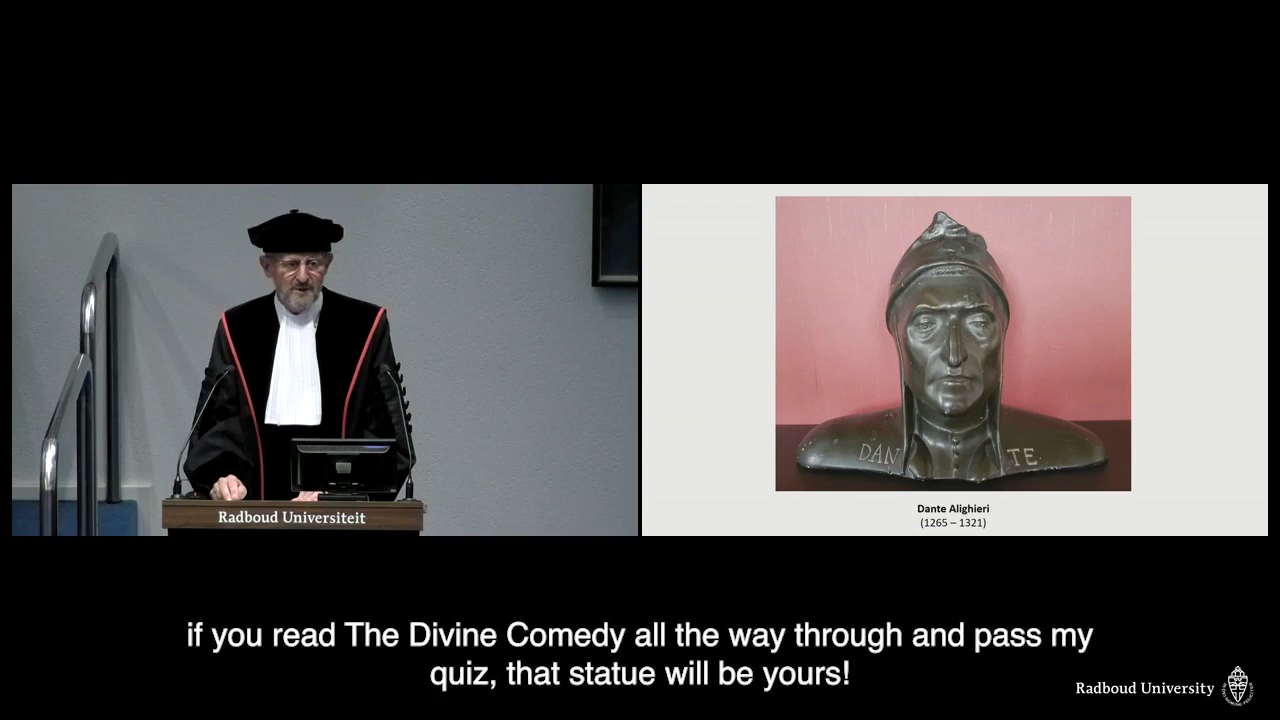 Radboud Universiteit
DAN TE
Dante Alighieri
(1265 – 1321)
if you read The Divine Comedy all the way through and pass my
quiz, that statue will be yours!
Radboud University